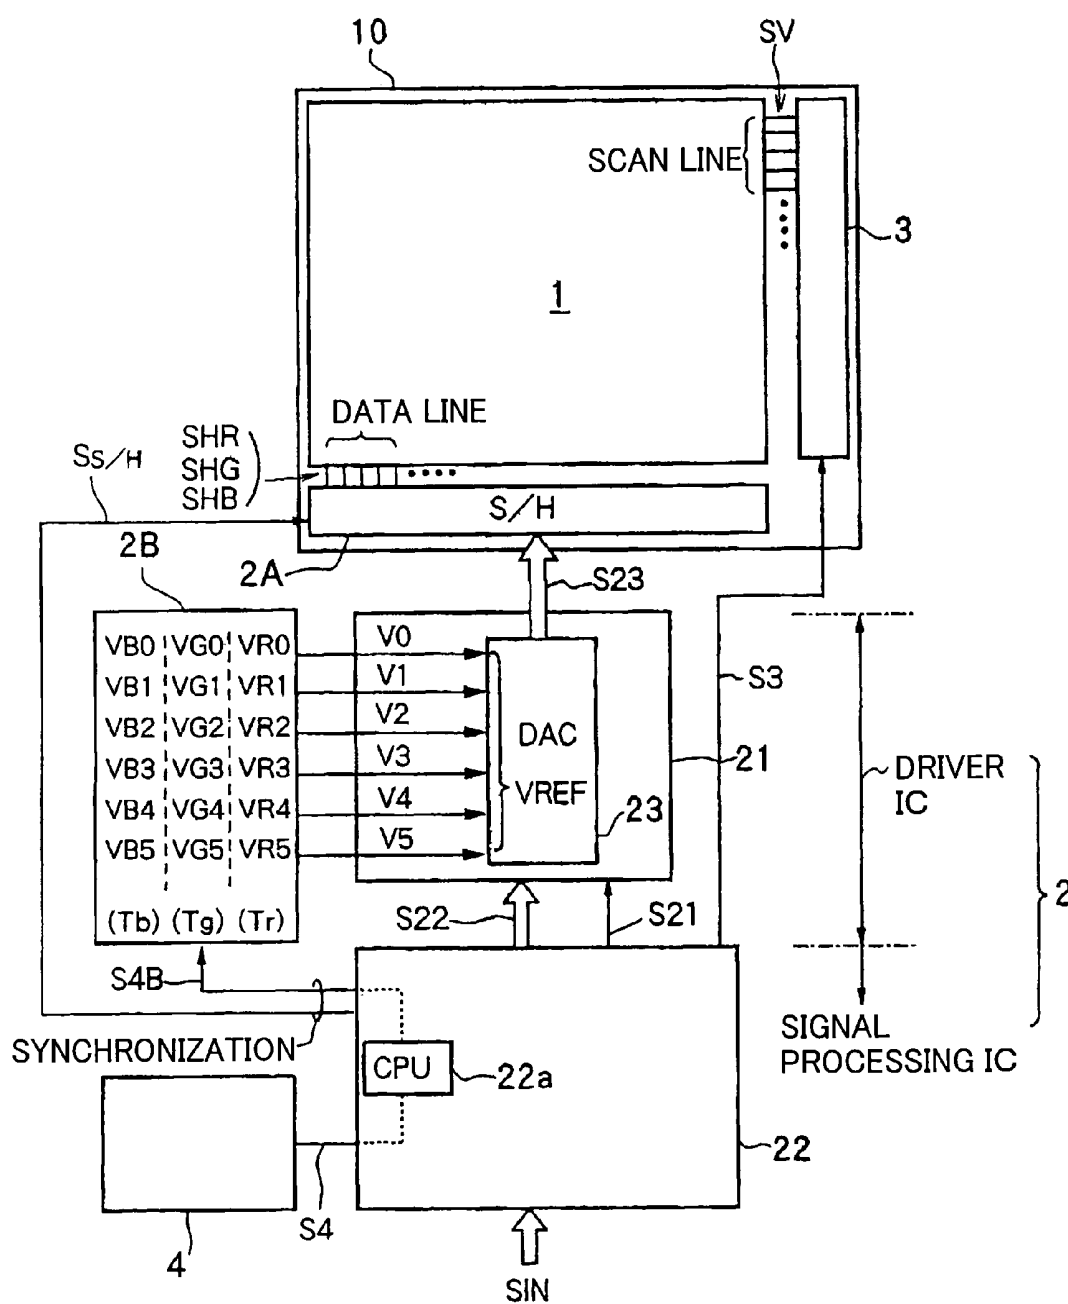 10
SV
SCAN LINE
3
1
DATA LINE
SHR
SHG
SHB
SS/H
S/H
2B
2A
S23
VB0 VG0 VR0
VB1 VG1 VR1
VB2 VG2 VR2
VB3 VG3 VR3
VB4 VG4 VR4
VB5 VG5 VR5
(Tb) (Tg) (Tr)
V0
V1
V2
V3
V4
V5
DAC
VREF
23
21
S3
DRIVER
IC
2
S22
S21
S4B
SYNCHRONIZATION
CPU
22a
SIGNAL
PROCESSING IC
22
S4
4
SIN